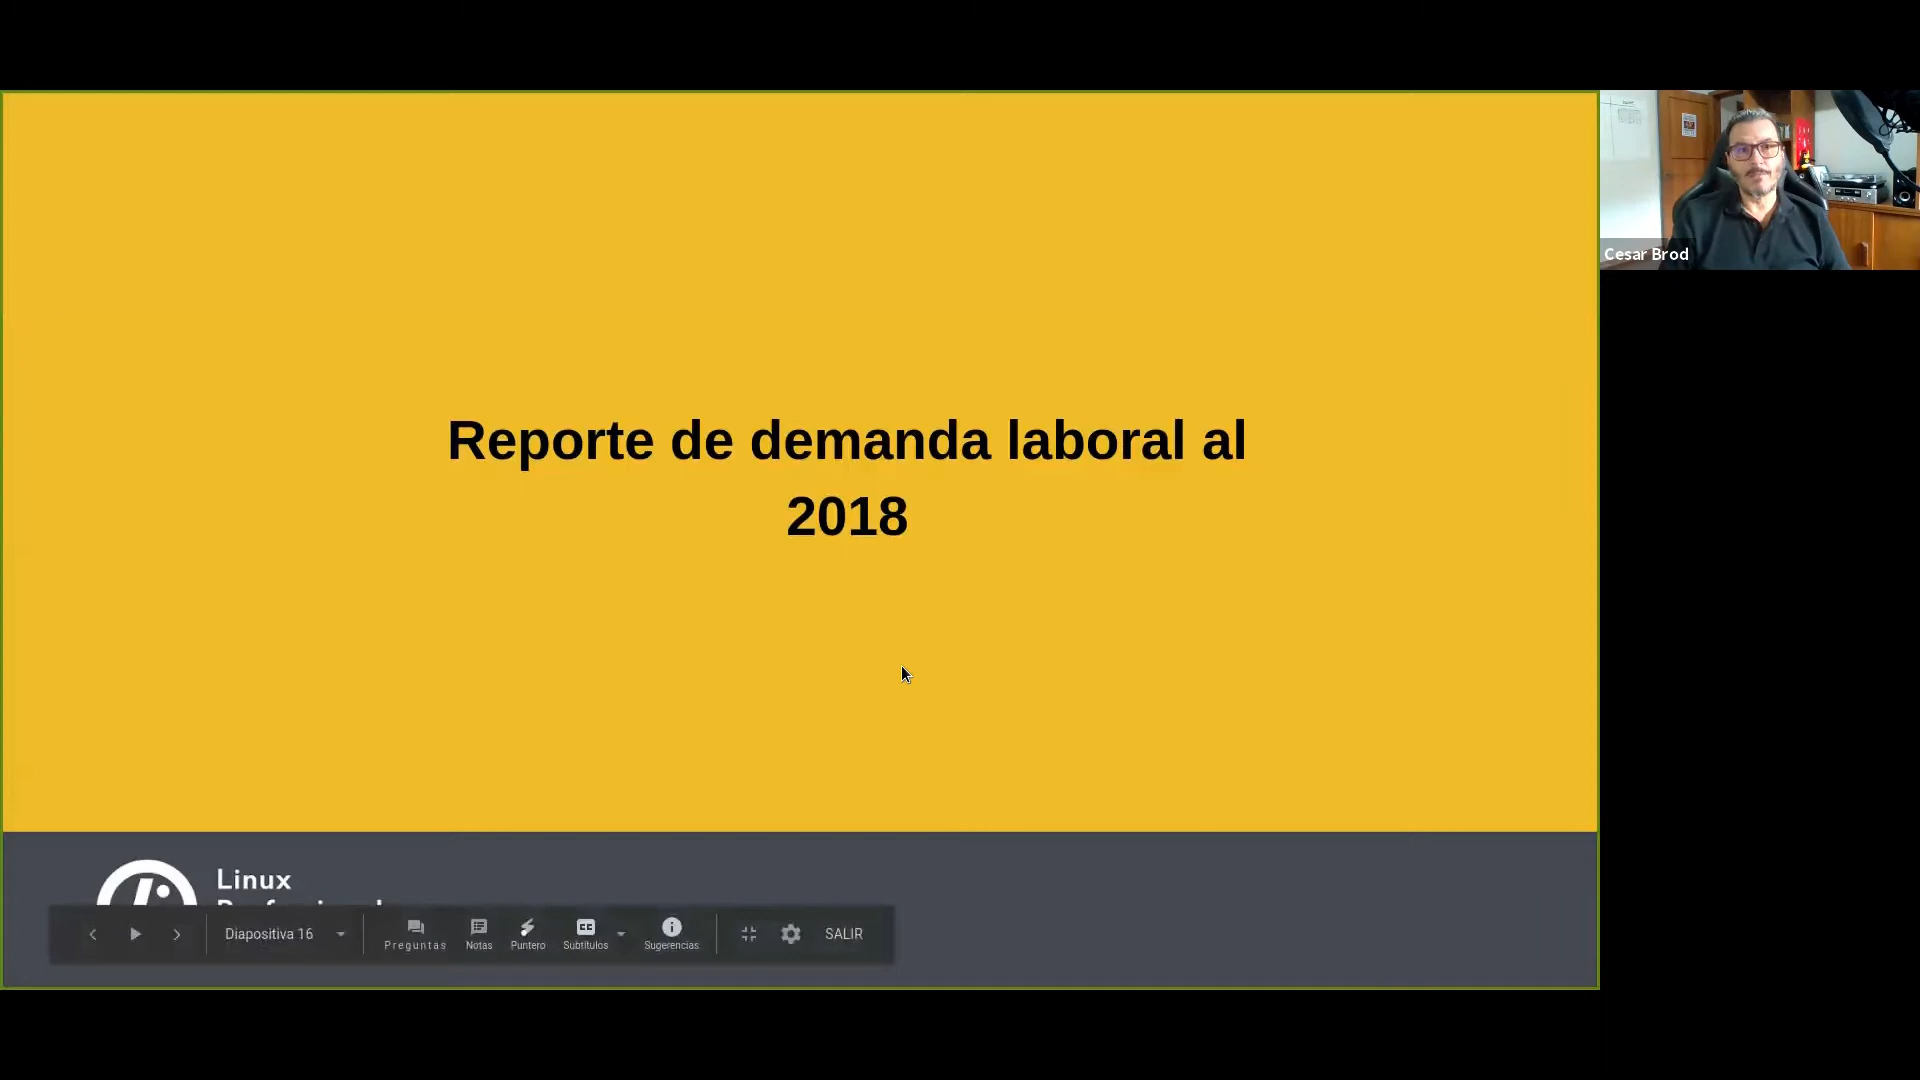 Reporte de demanda laboral al
2018
Cesar Brod
Linux
Diapositiva 16
Preguntas
Notas
Puntero
Subtítulos
Sugerencias
SALIR